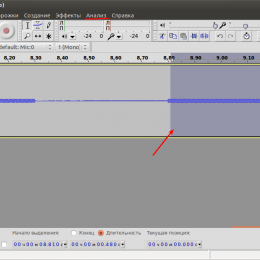 рожки Создание Эффекты Анализ Справка
-24 0 -24 0
default: Mic:0 1 (Mono)
8,20 8,30 8,40 8,50 8,60 8,70 8,80 8,90 9,00 9,10
Начало выделения: Конец Длительность Текущая позиция:
00 ч 00 м 08.810 с 00 ч 00 м 00.480 с 00 ч 00 м 00.000 с